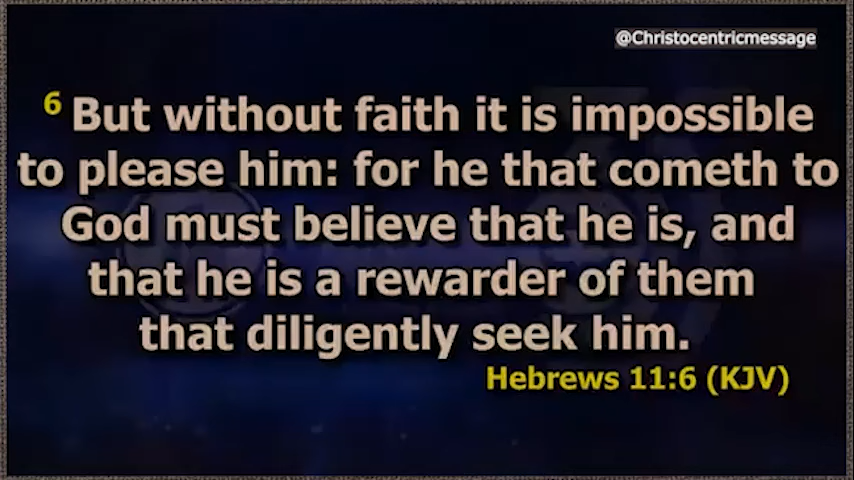 @Christocentricmessage
6 But without faith it is impossible
to please him: for he that cometh to
God must believe that he is, and
that he is a rewarder of them
that diligently seek him.
Hebrews 11:6 (KJV)